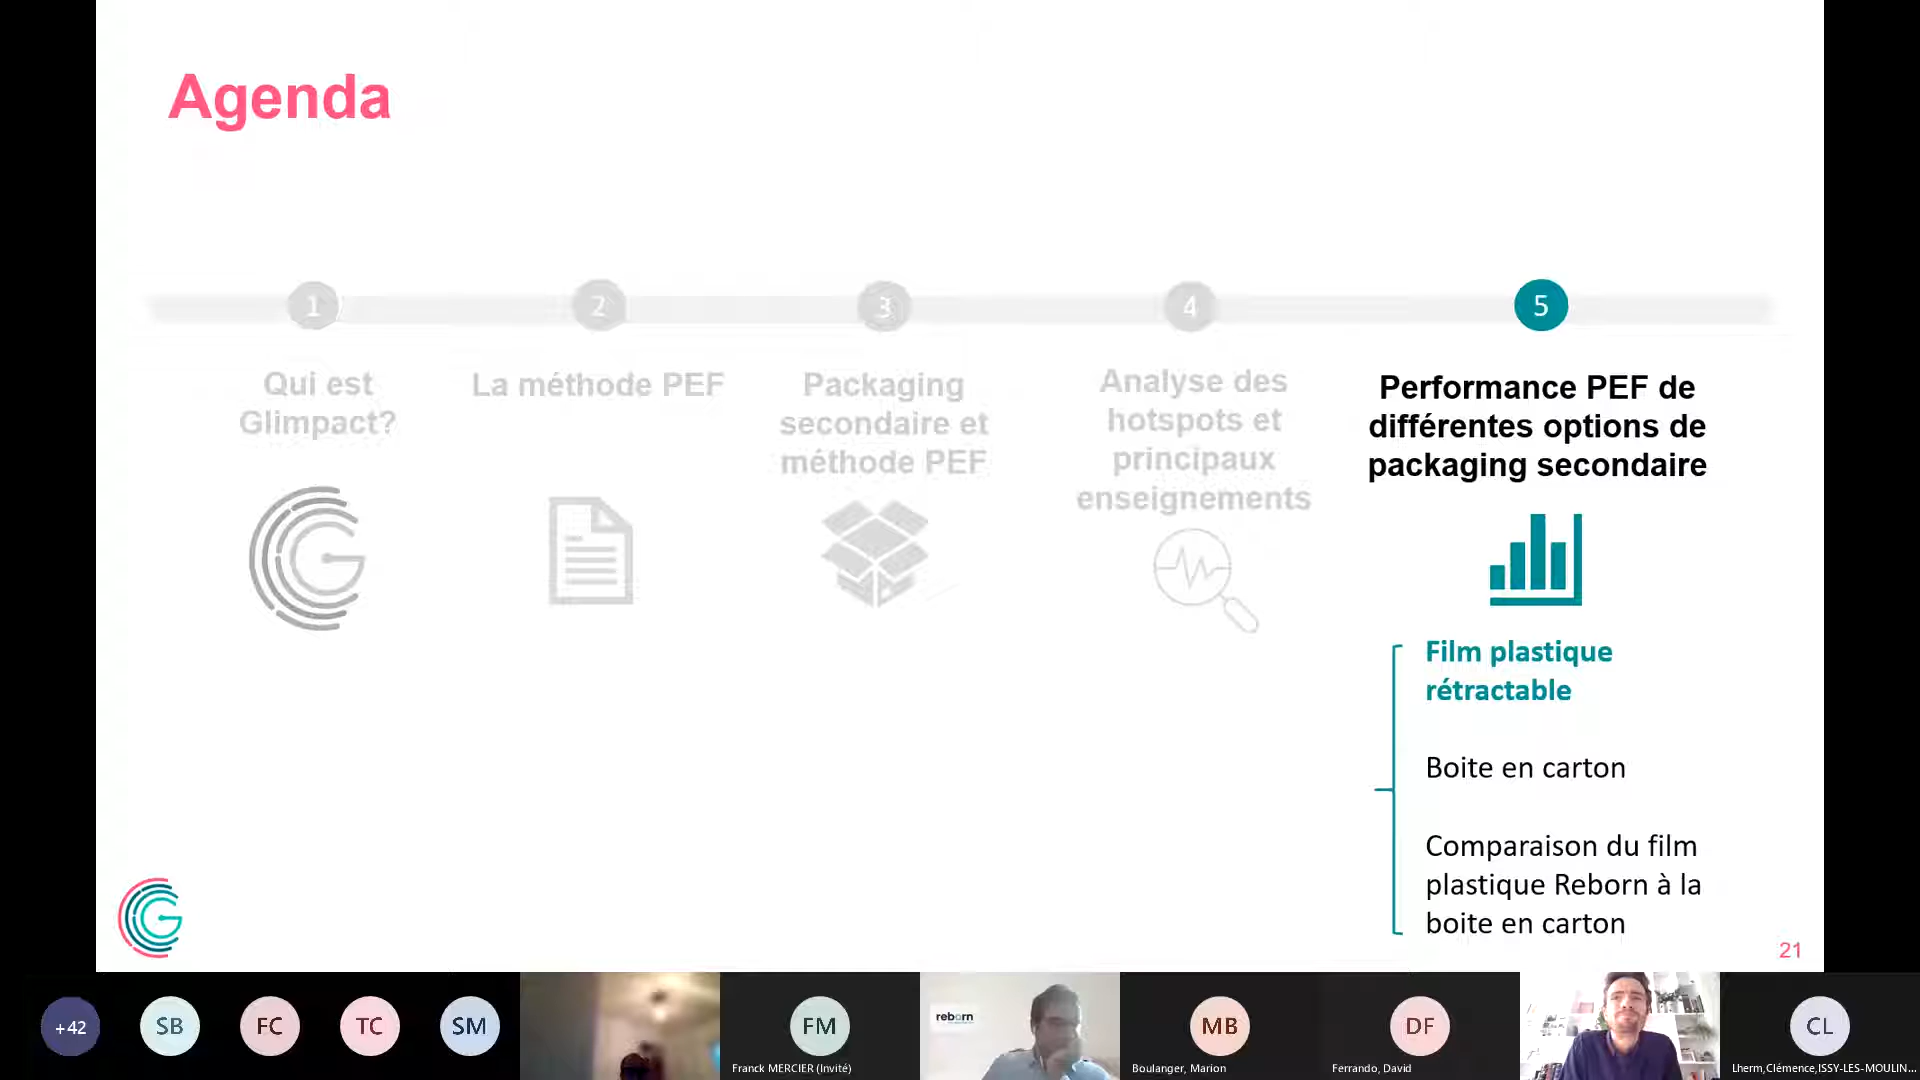 Agenda
1
2
3
4
5
Qui est
Glimpact?
La méthode PEF
Packaging
secondaire et
méthode PEF
Analyse des
hotspots et
principaux
enseignements
Performance PEF de
différentes options de
packaging secondaire
Film plastique
rétractable
Boite en carton
Comparaison du film
plastique Reborn à la
boite en carton
21
+42
SB
FC
TC
SM
FM
Franck MERCIER (Invité)
reborn
MB
Boulanger, Marion
DF
Ferrando, David
CL
Lherm,Clémence,ISSY-LES-MOULIN...